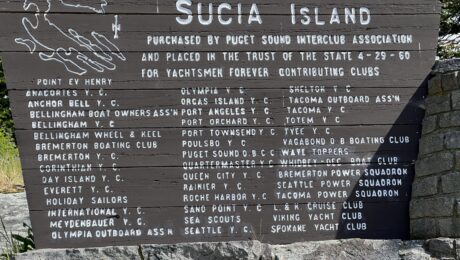 SUCIA ISLAND
PURCHASED BY PUGET SOUND INTERCLUB ASSOCIATION
AND PLACED IN THE TRUST OF THE STATE 4-29-60
FOR YACHTSMEN FOREVER CONTRIBUTING CLUBS
POINT EV HENRY
ANACORTES Y. C.
ANCHOR BELL Y. C.
BELLINGHAM BOAT OWNERS ASS'N
BELLINGHAM Y. C.
BELLINGHAM WHEEL & KEEL
BREMERTON BOATING CLUB
BREMERTON Y. C.
CORINTHIAN Y. C.
DAY ISLAND Y. C.
EVERETT Y. C.
HOLIDAY SAILORS
INTERNATIONAL Y. C.
MEYDENBAUER Y. C.
OLYMPIA OUTBOARD ASS'N
OLYMPIA Y. C.
ORCAS ISLAND Y. C.
PORT ANGELES Y. C.
PORT ORCHARD Y. C.
PORT TOWNSEND Y. C.
POULSBO Y. C.
PUGET SOUND O.B.C.C.
QUARTERMASTER Y. C.
QUEEN CITY Y. C.
RAINIER Y. C.
ROCHE HARBOR Y. C.
SAND POINT Y. C.
SEA SCOUTS
SEATTLE Y. C.
SHELTON Y. C.
TACOMA OUTBOARD ASS'N
TACOMA Y. C.
TOTEM Y. C.
TYEE Y. C.
VAGABOND O B BOATING CLUB
WATE TOPPERS
WHIDBEY-DEC. BOAT CLUB
BREMERTON POWER SQUADRON
SEATTLE POWER SQUADRON
TACOMA POWER SQUADRON
L & K CRUISE CLUB
VIKING YACHT CLUB
SPOKANE YACHT CLUB